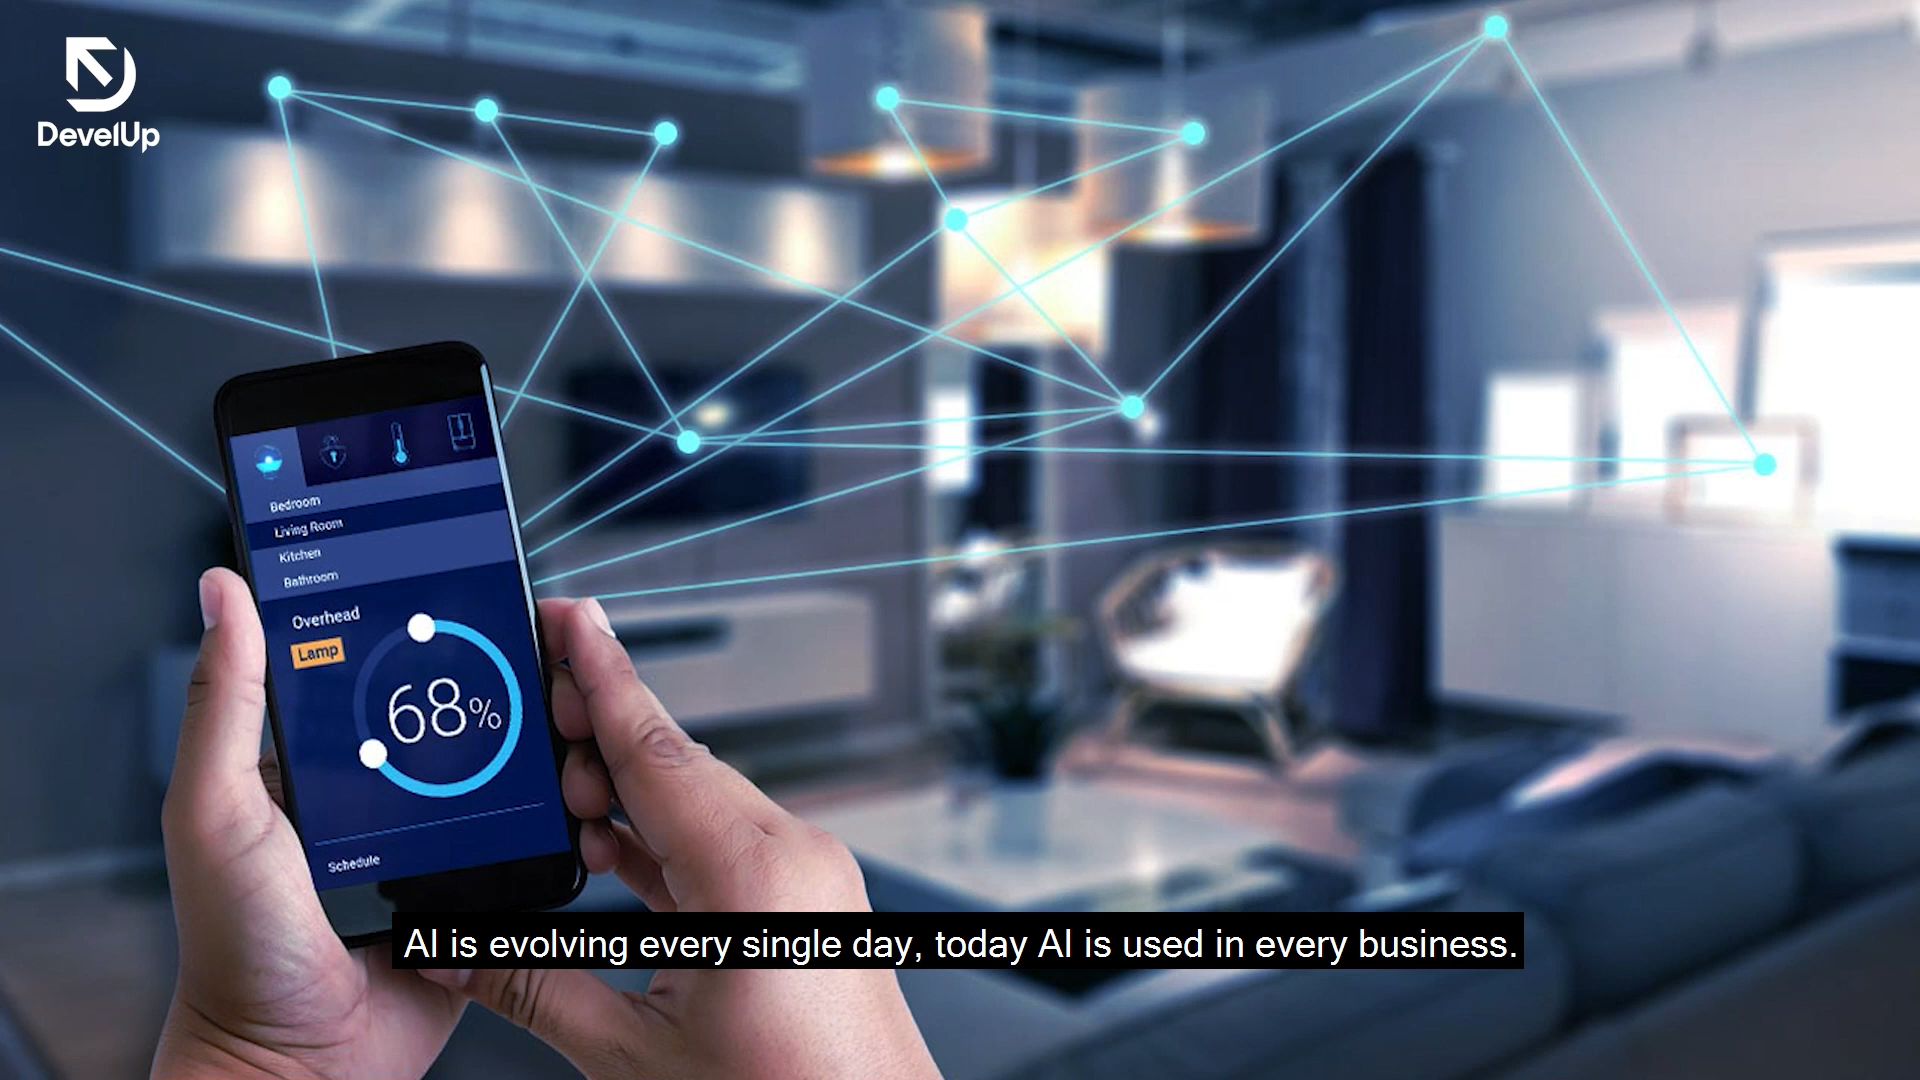 DevelUp
Bedroom
Living Room
Kitchen
Bathroom
Overhead
Lamp
68%
Schedule
AI is evolving every single day, today AI is used in every business.